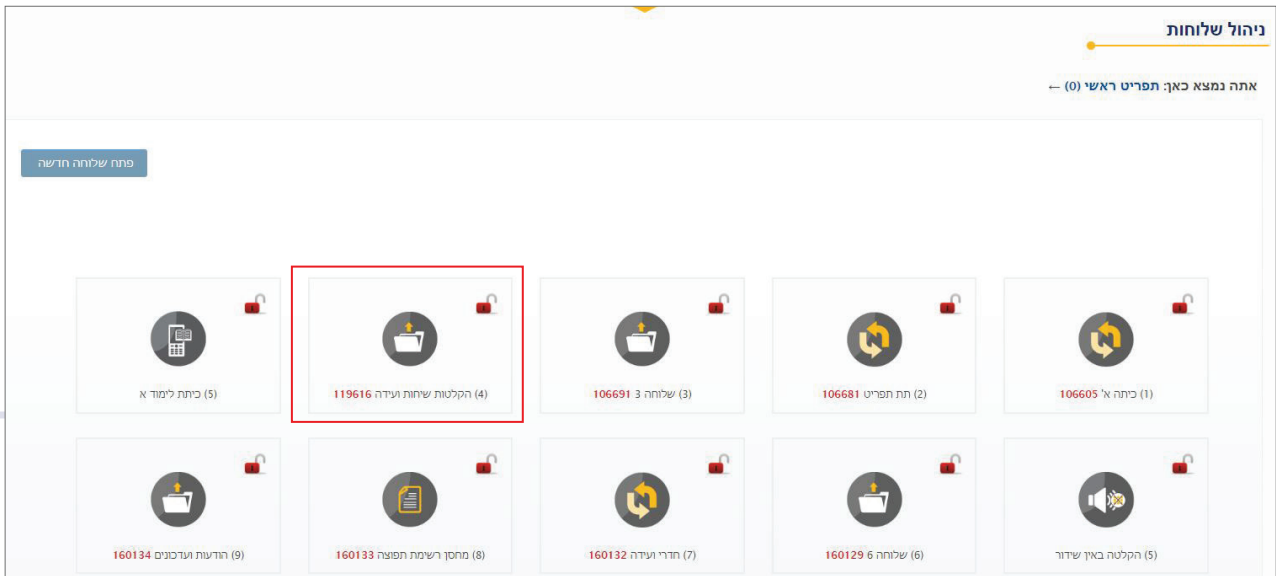 ניהול שלוחות
אתה נמצא כאן: תפריט ראשי (0) ←
פתח שלוחה חדשה
(1) כיתה א' 106605
(2) תת תפריט 106681
(3) שלוחה 3 106691
(4) הקלטות שיחות ועידה 119616
(5) כיתת לימוד א
(5) הקלטה באין שידור
(6) שלוחה 6 160129
(7) חדרי ועידה 160132
(8) מחסן רשימת תפוצה 160133
(9) הודעות ועדכונים 160134